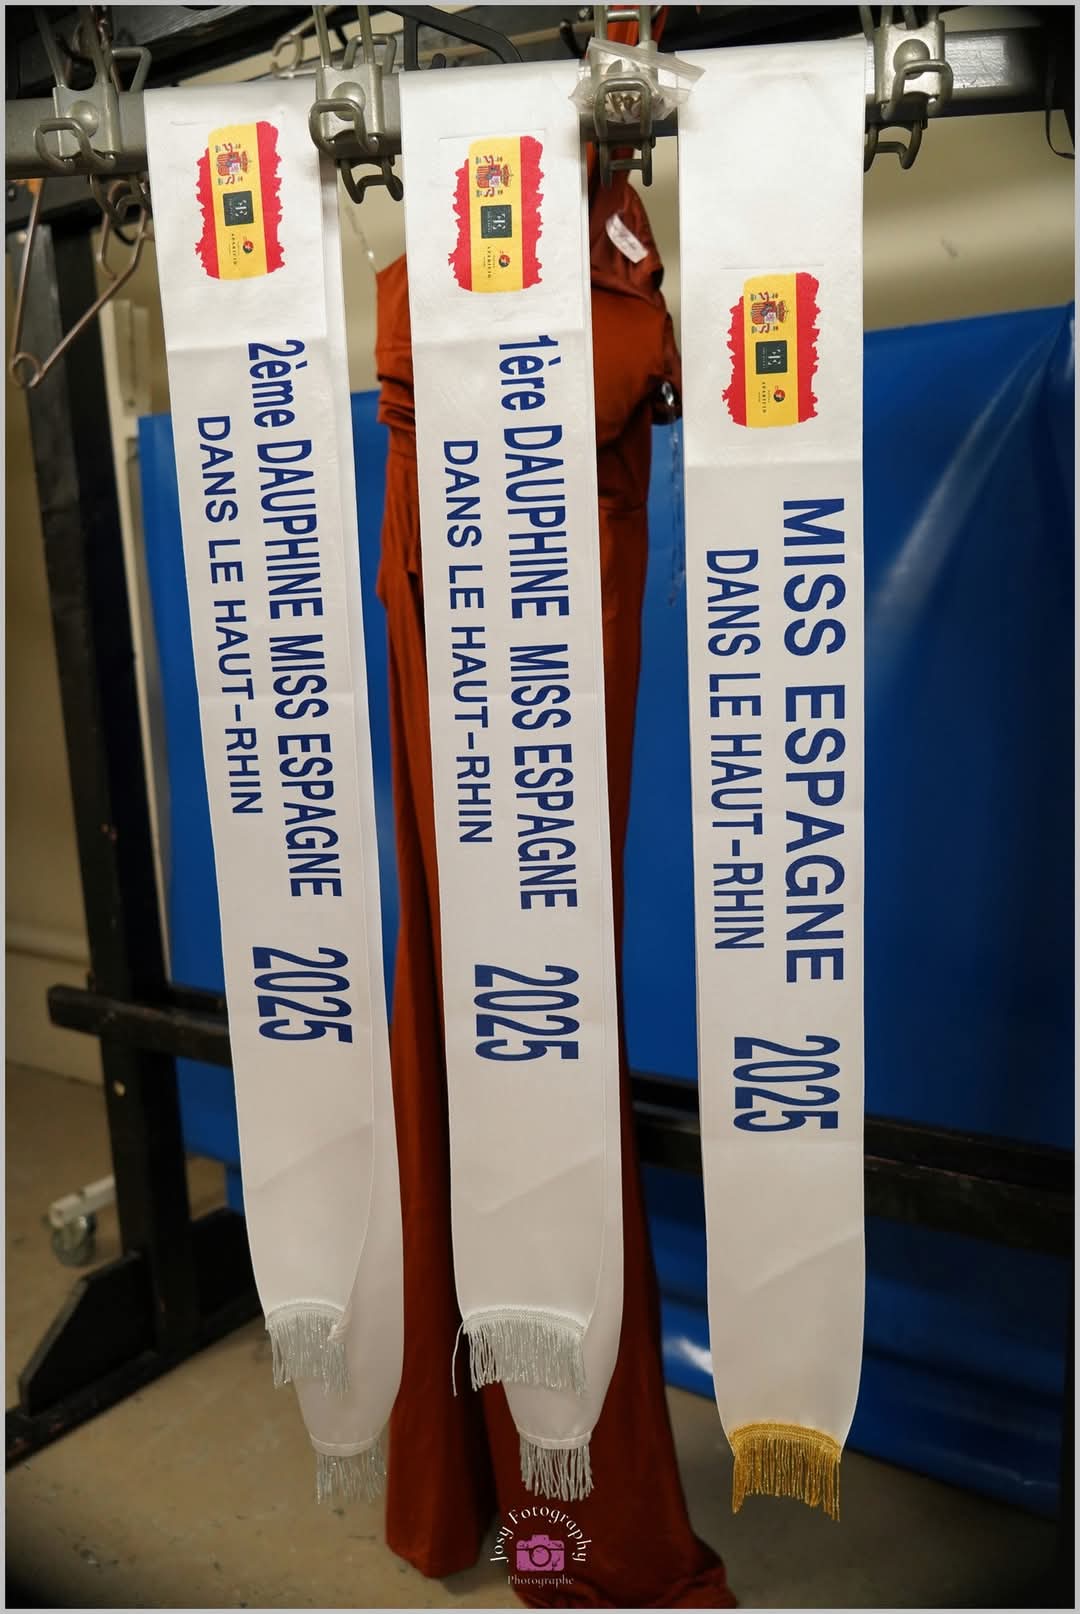 2ème DAUPHINE MISS ESPAGNE
DANS LE HAUT-RHIN
2025
1ère DAUPHINE MISS ESPAGNE
DANS LE HAUT-RHIN
2025
MISS ESPAGNE
DANS LE HAUT-RHIN
2025
Josy Fotography
Photographe